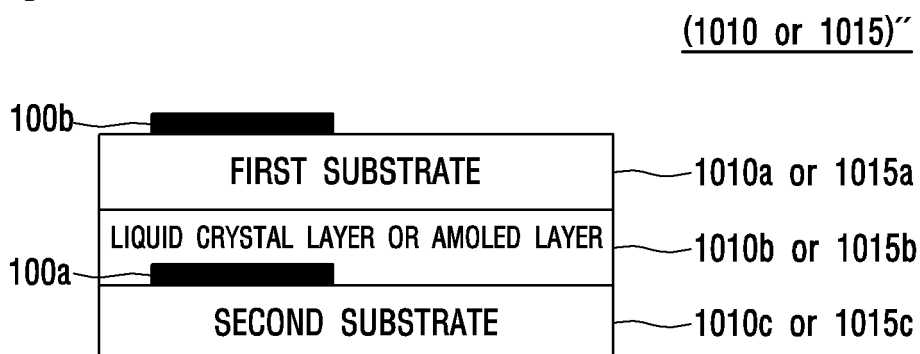 (1010 or 1015)″
100b
FIRST SUBSTRATE
1010a or 1015a
LIQUID CRYSTAL LAYER OR AMOLED LAYER
1010b or 1015b
100a
SECOND SUBSTRATE
1010c or 1015c